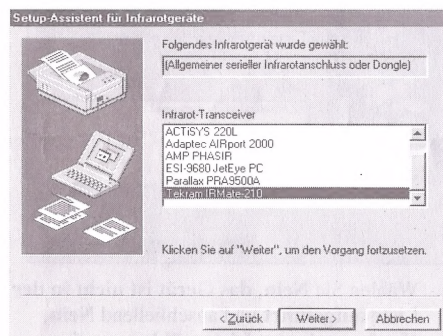 Setup-Assistent für Infrarotgeräte
Folgendes Infrarotgerät wurde gewählt:
(Allgemeiner serieller Infrarotanschluss oder Dongle)
Infrarot-Transceiver
ACTiSYS 220L
Adaptec AIRport 2000
AMP PHASIR
ESI-9680 JetEye PC
Parallax PRA9500A
Tekram IRMate-210
Klicken Sie auf "Weiter", um den Vorgang fortzusetzen.
< Zurück
Weiter >
Abbrechen